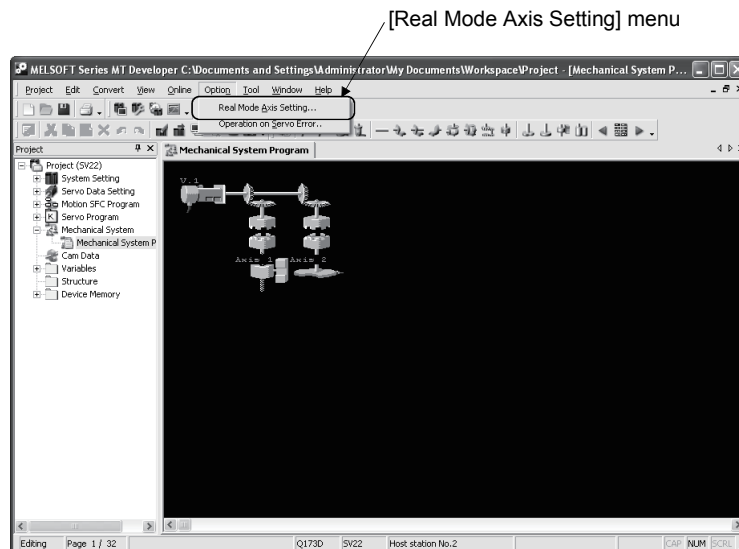 [Real Mode Axis Setting] menu
MELSOFT Series MT Developer C:\Documents and Settings\Administrator\My Documents\Workspace\Project - [Mechanical System P...
Project Edit Convert View Online Option Tool Window Help
Real Mode Axis Setting...
Operation on Servo Error..
Project
Mechanical System Program
Project (SV22)
System Setting
Servo Data Setting
Motion SFC Program
Servo Program
Mechanical System
Mechanical System P
Cam Data
Variables
Structure
Device Memory
V.1
Axis 1 Axis 2
Editing Page 1 / 32 Q173D SV22 Host station No.2 CAP NUM SCRL